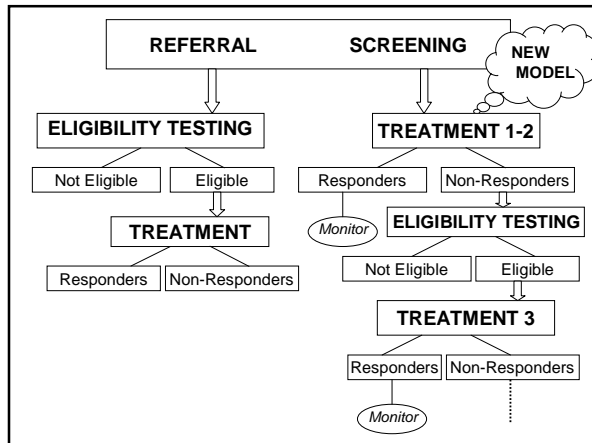 REFERRAL SCREENING
NEW
MODEL
ELIGIBILITY TESTING
Not Eligible Eligible
TREATMENT
Responders Non-Responders
TREATMENT 1-2
Responders Non-Responders
Monitor
ELIGIBILITY TESTING
Not Eligible Eligible
TREATMENT 3
Responders Non-Responders
Monitor